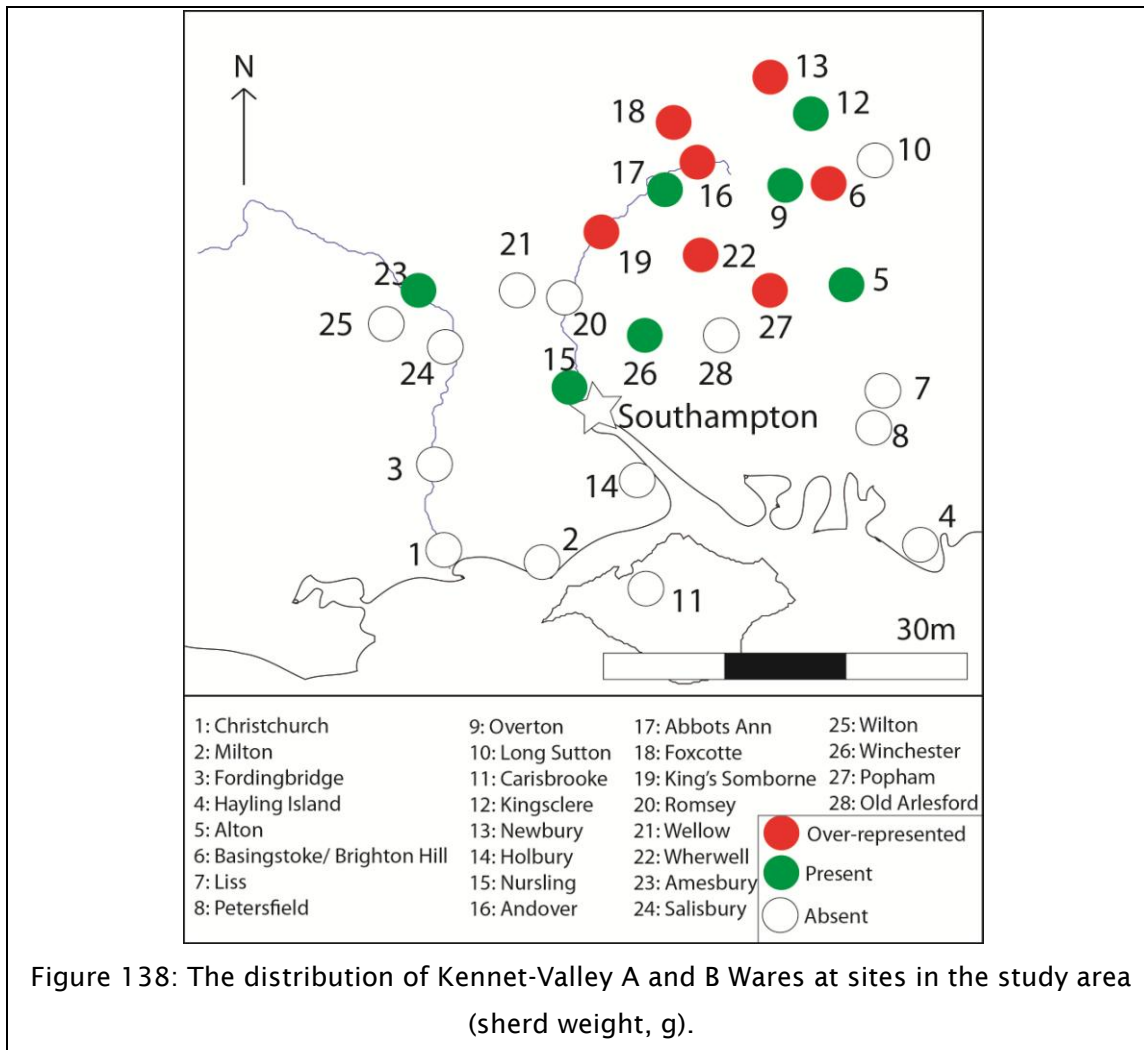 N
13
12
18
10
17
16
9
6
19
22
21
23
5
27
25
20
24
26
28
15
7
Southampton
8
3
14
4
1
2
11
30m
1: Christchurch
2: Milton
3: Fordingbridge
4: Hayling Island
5: Alton
6: Basingstoke/ Brighton Hill
7: Liss
8: Petersfield
9: Overton
10: Long Sutton
11: Carisbrooke
12: Kingsclere
13: Newbury
14: Holbury
15: Nursling
16: Andover
17: Abbots Ann
18: Foxcotte
19: King's Somborne
20: Romsey
21: Wellow
22: Wherwell
23: Amesbury
24: Salisbury
25: Wilton
26: Winchester
27: Popham
28: Old Arlesford
Over-represented
Present
Absent
Figure 138: The distribution of Kennet-Valley A and B Wares at sites in the study area
(sherd weight, g).